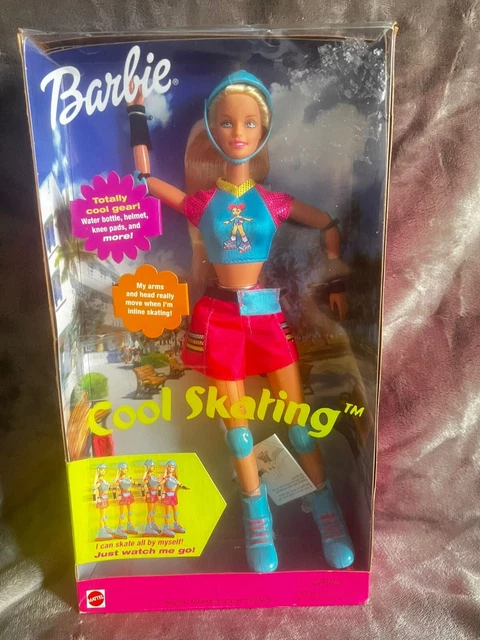 Barbie®
Totally
cool gear!
Water bottle, helmet,
knee pads, and
more!
My arms
and head really
move when I'm
inline skating!
Cool Skating™
I can skate all by myself!
Just watch me go!
MATTEL